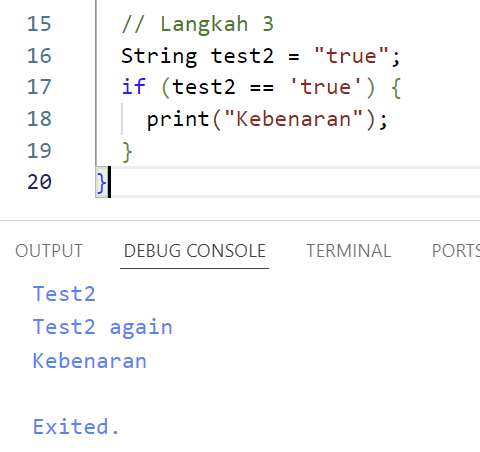 15 // Langkah 3
16 String test2 = "true";
17 if (test2 == 'true') {
18 print("Kebenaran");
19 }
20 }
OUTPUT DEBUG CONSOLE TERMINAL PORTS
Test2
Test2 again
Kebenaran
Exited.